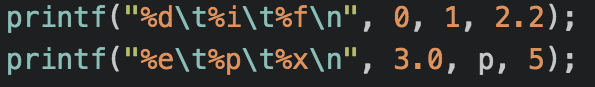 printf("%d\t%i\t%f\n", 0, 1, 2.2);
printf("%e\t%p\t%x\n", 3.0, p, 5);